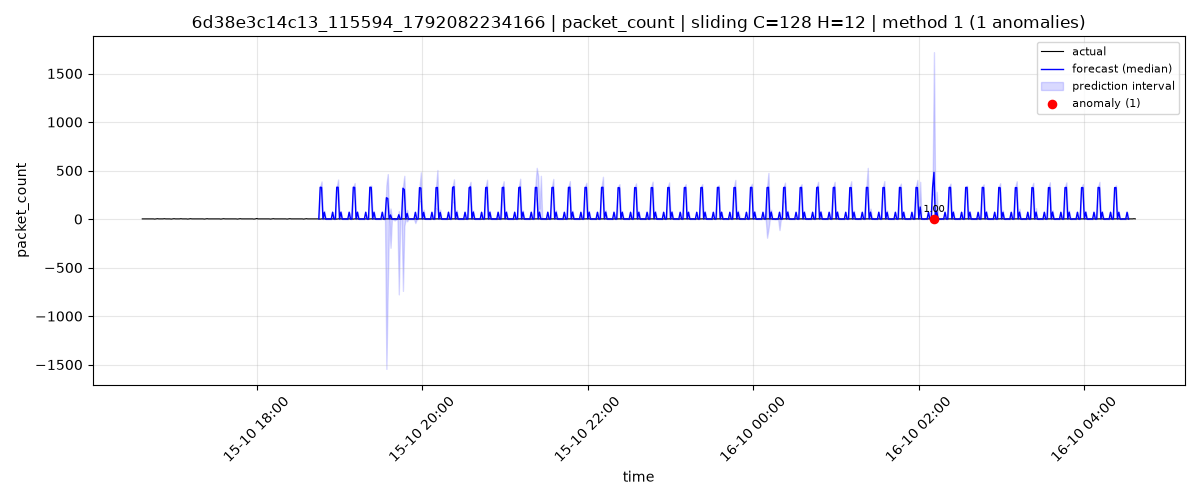 6d38e3c14c13_115594_1792082234166 | packet_count | sliding C=128 H=12 | method 1 (1 anomalies)
actual
forecast (median)
prediction interval
anomaly (1)
1500
1000
500
0
−500
−1000
−1500
packet_count
1.00
15-10 18:00
15-10 20:00
15-10 22:00
16-10 00:00
16-10 02:00
16-10 04:00
time